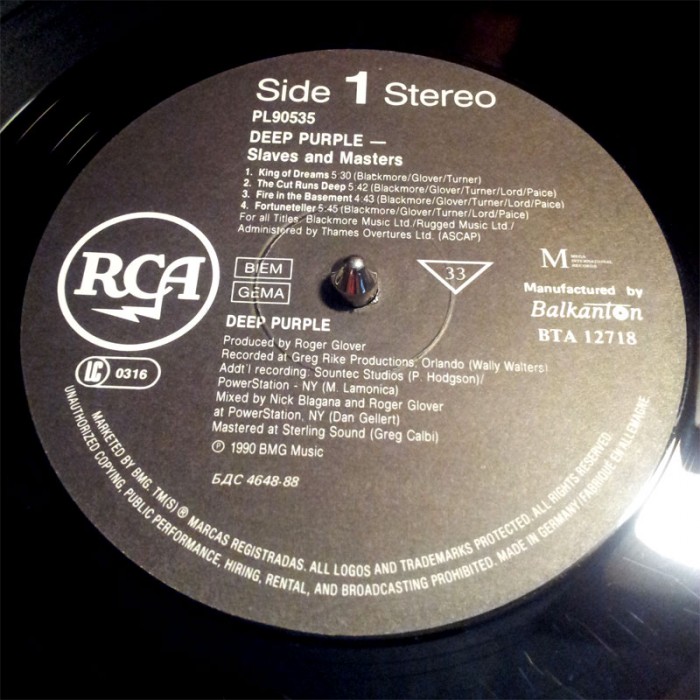 Side 1 Stereo
PL90535
DEEP PURPLE —
Slaves and Masters
1. King of Dreams 5:30 (Blackmore/Glover/Turner)
2. The Cut Runs Deep 5:42 (Blackmore/Glover/Turner/Lord/Paice)
3. Fire in the Basement 4:43 (Blackmore/Glover/Turner/Lord/Paice)
4. Fortuneteller 5:45 (Blackmore/Glover/Turner/Lord/Paice)
For all Titles: Blackmore Music Ltd./Rugged Music Ltd./
Administered by Thames Overtures Ltd. (ASCAP)
RCA
BIEM
GEMA
33
M
Manufactured by
Balkanton
BTA 12718
LC 0316
DEEP PURPLE
Produced by Roger Glover
Recorded at Greg Rike Productions, Orlando (Wally Walters)
Addt'l recording: Sountec Studios (P. Hodgson)/
PowerStation - NY (M. Lamonica)
Mixed by Nick Blagana and Roger Glover
at PowerStation, NY (Dan Gellert)
Mastered at Sterling Sound (Greg Calbi)
℗ 1990 BMG Music
БДС 4648-88
MARKETED BY BMG. TM(S) ® MARCAS REGISTRADAS. ALL LOGOS AND TRADEMARKS PROTECTED. ALL RIGHTS RESERVED.
UNAUTHORIZED COPYING, PUBLIC PERFORMANCE, HIRING, RENTAL, AND BROADCASTING PROHIBITED. MADE IN GERMANY/FABRIQUÉ EN ALLEMAGNE